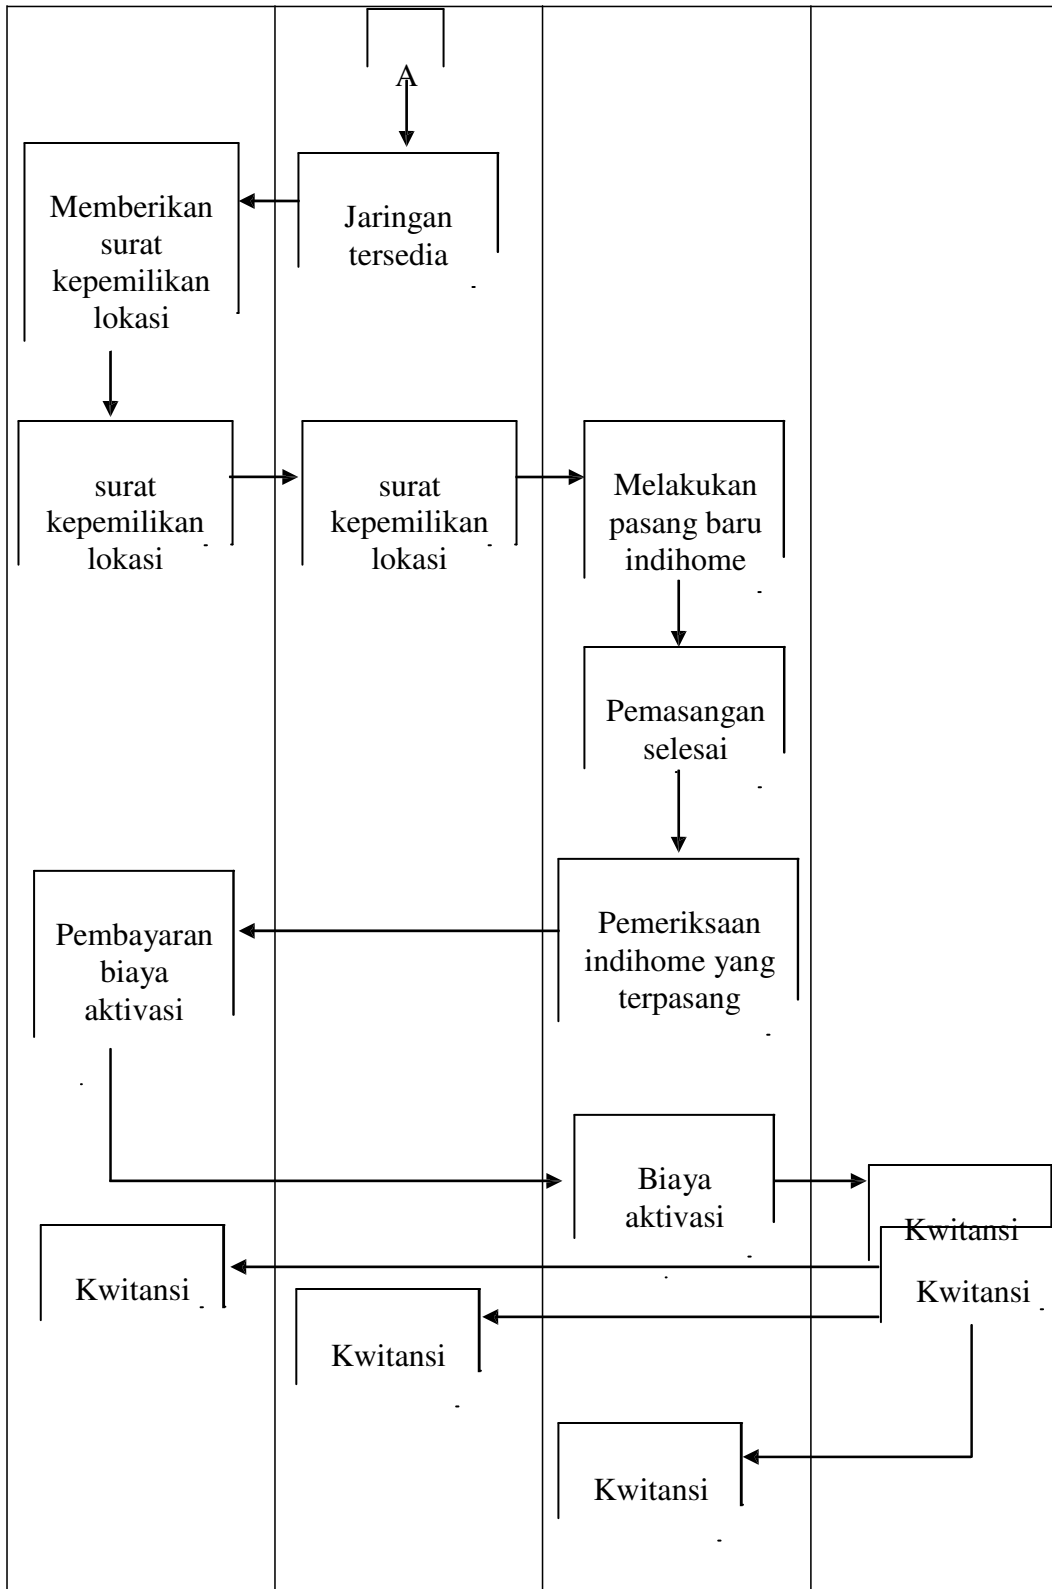 A
Memberikan
surat
kepemilikan
lokasi
Jaringan
tersedia
surat
kepemilikan
lokasi
surat
kepemilikan
lokasi
Melakukan
pasang baru
indihome
Pemasangan
selesai
Pembayaran
biaya
aktivasi
Pemeriksaan
indihome yang
terpasang
Biaya
aktivasi
Kwitansi
Kwitansi
Kwitansi
Kwitansi
Kwitansi